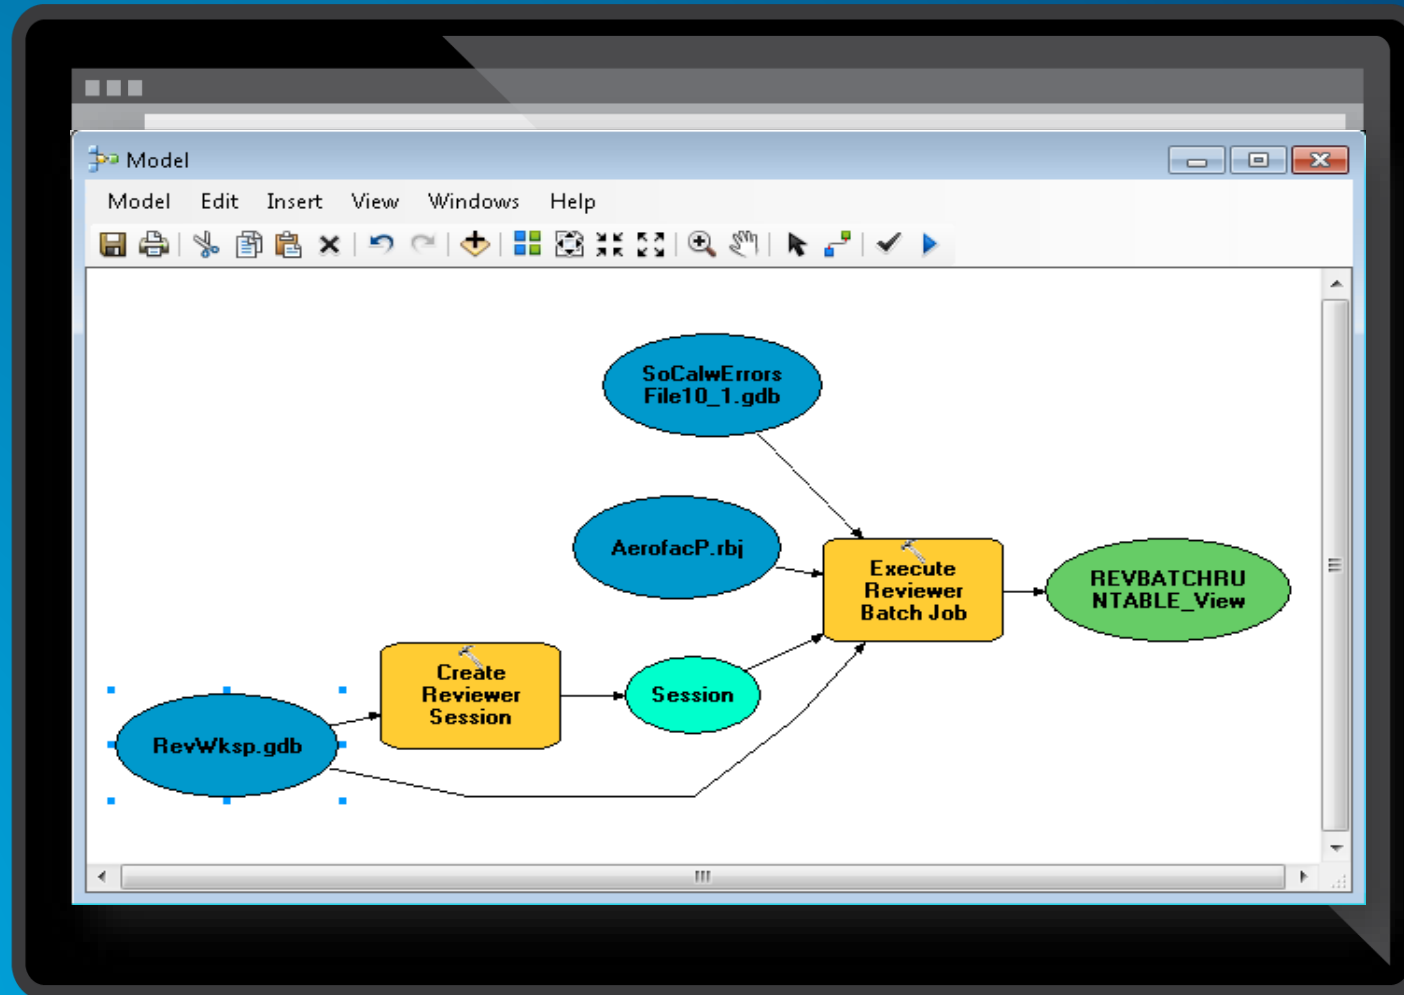 Model
Model Edit Insert View Windows Help
SoCalwErrors
File10_1.gdb
AerofacP.rbj
Execute
Reviewer
Batch Job
REVBATCHRU
NTABLE_View
Create
Reviewer
Session
Session
RevWksp.gdb